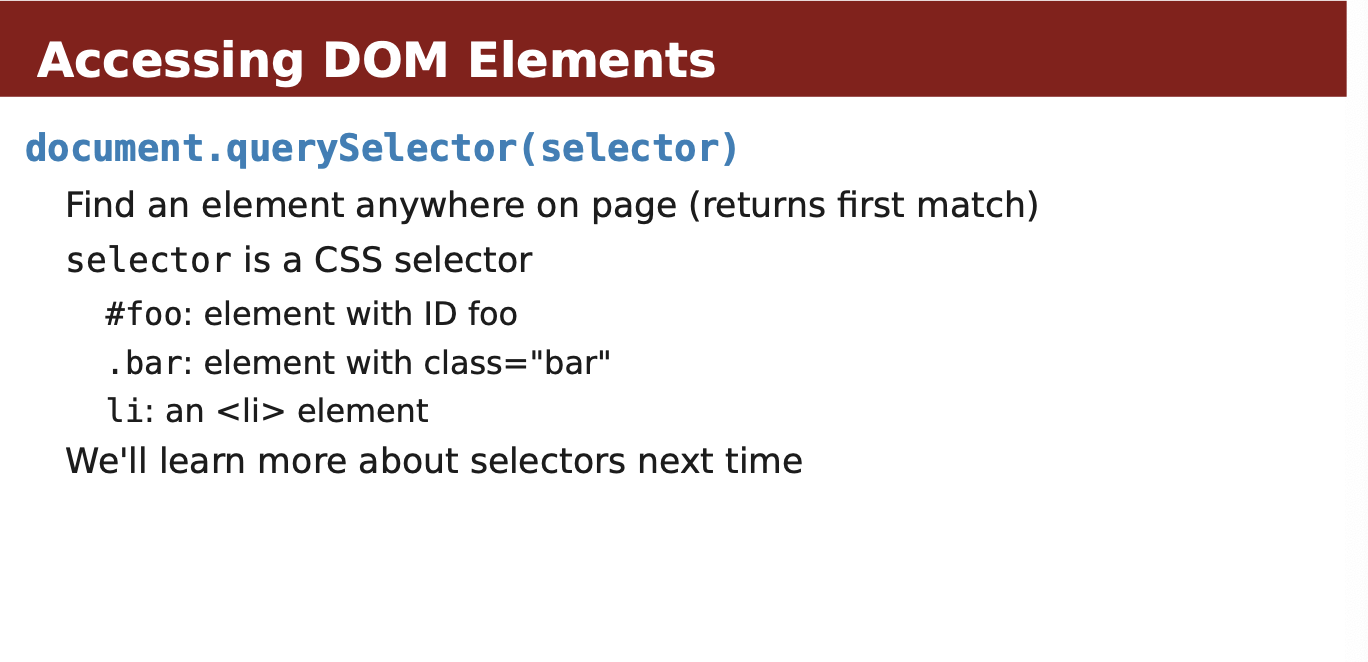 Accessing DOM Elements
document.querySelector(selector)
Find an element anywhere on page (returns first match)
selector is a CSS selector
#foo: element with ID foo
.bar: element with class="bar"
li: an <li> element
We'll learn more about selectors next time